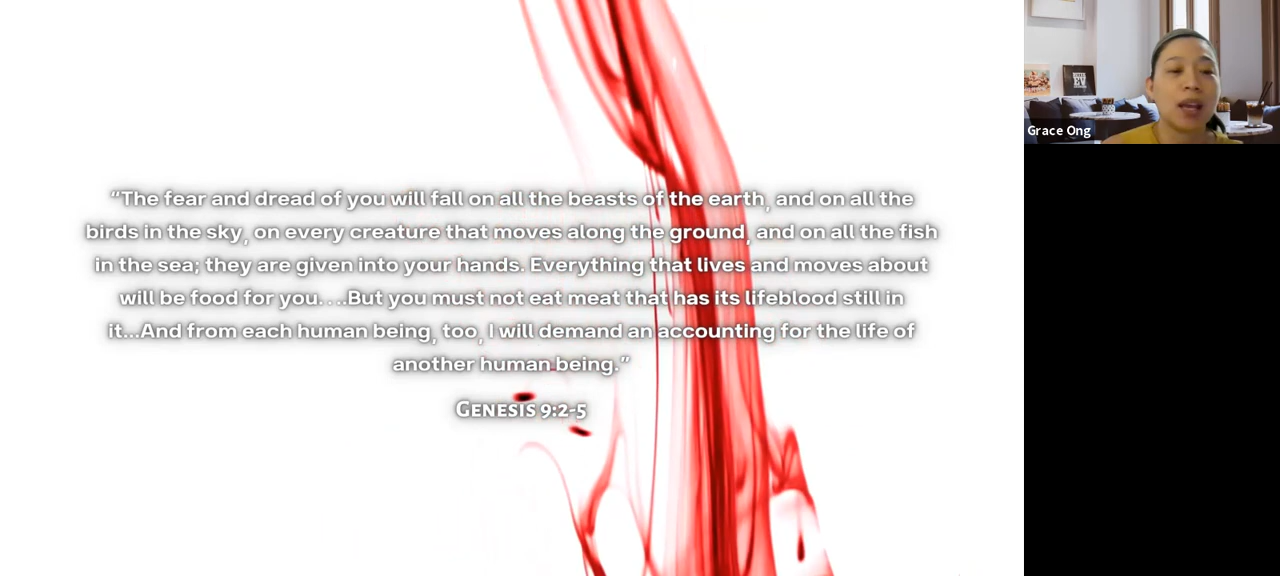 “The fear and dread of you will fall on all the beasts of the earth, and on all the
birds in the sky, on every creature that moves along the ground, and on all the fish
in the sea; they are given into your hands. Everything that lives and moves about
will be food for you. . . .But you must not eat meat that has its lifeblood still in
it...And from each human being, too, I will demand an accounting for the life of
another human being.”
Genesis 9:2-5
Grace Ong